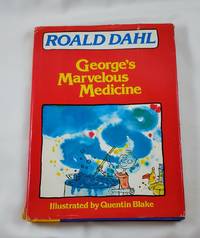 ROALD DAHL
George's
Marvelous
Medicine
Illustrated by Quentin Blake